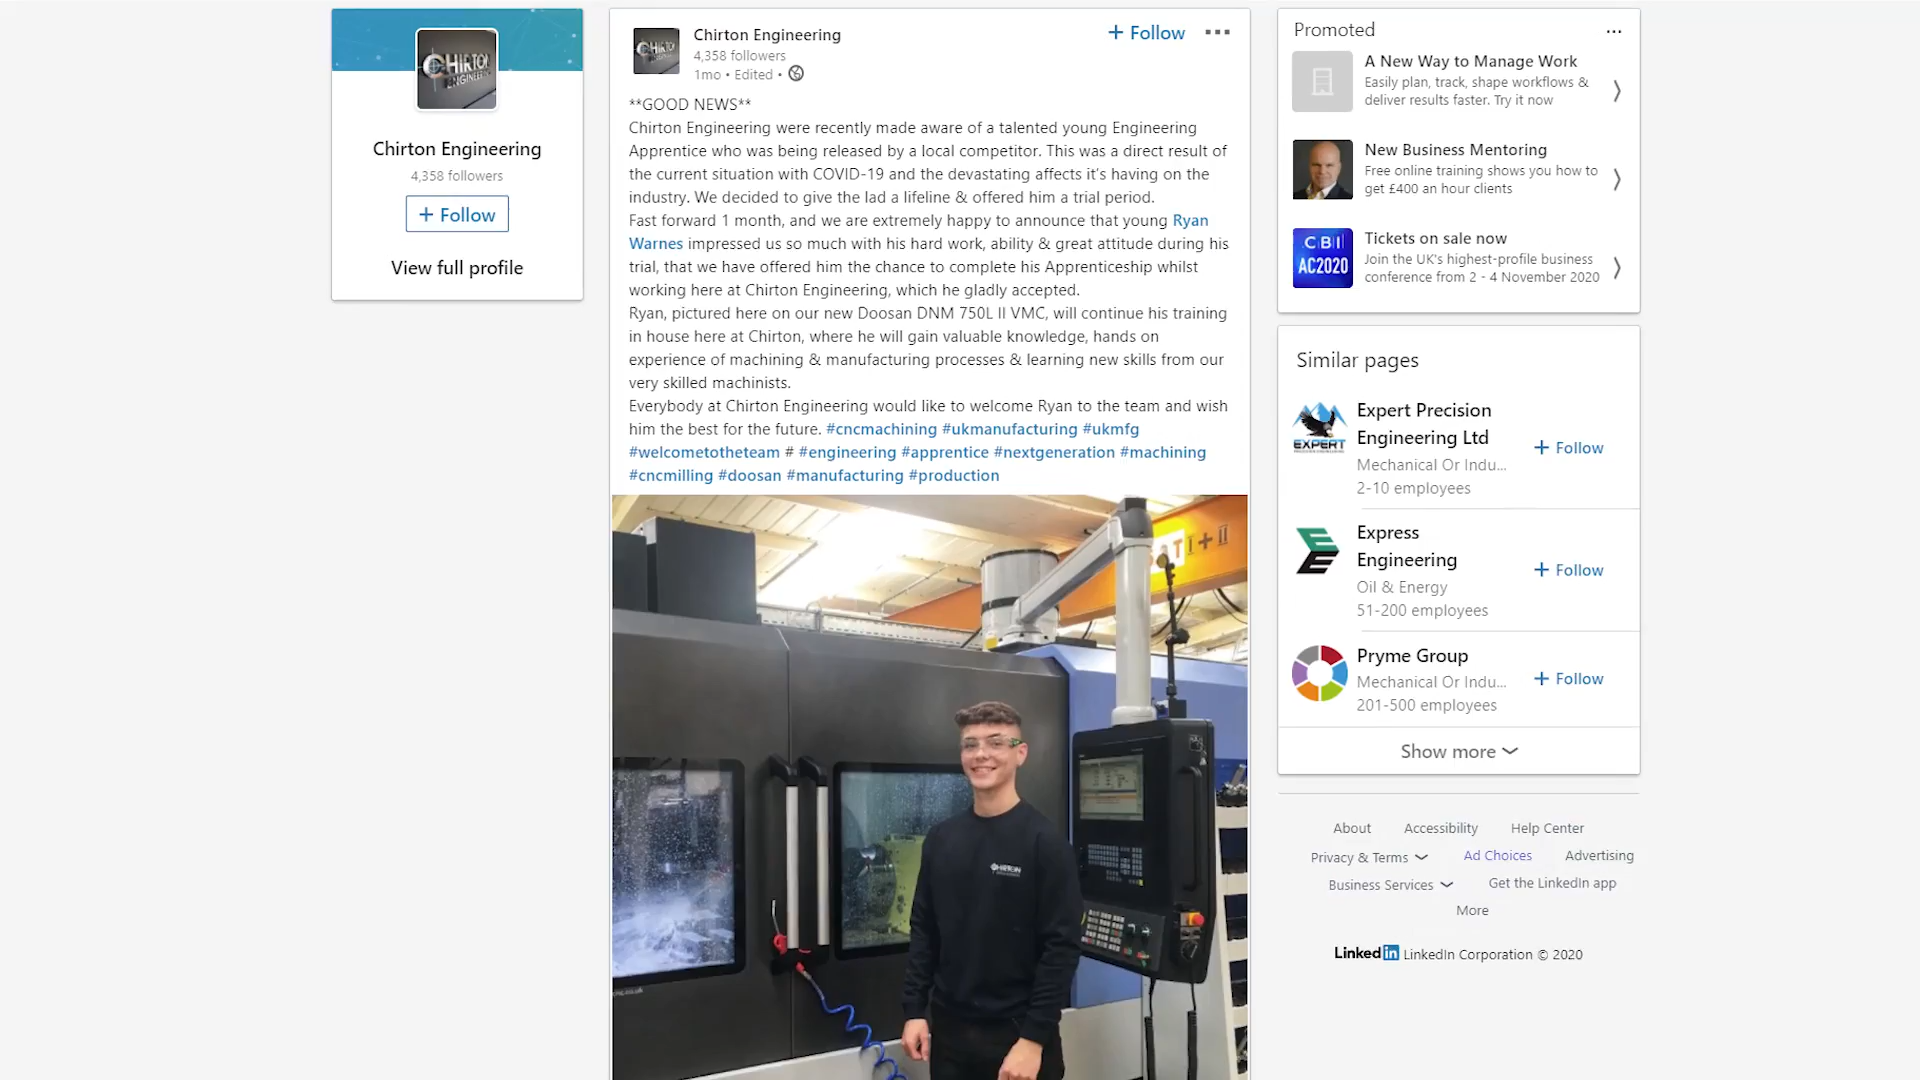 CHIRTON
ENGINEERING
Chirton Engineering
4,358 followers
+ Follow
View full profile
Chirton Engineering
4,358 followers
1mo • Edited •
+ Follow
**GOOD NEWS**
Chirton Engineering were recently made aware of a talented young Engineering
Apprentice who was being released by a local competitor. This was a direct result of
the current situation with COVID-19 and the devastating affects it's having on the
industry. We decided to give the lad a lifeline & offered him a trial period.
Fast forward 1 month, and we are extremely happy to announce that young Ryan
Warnes impressed us so much with his hard work, ability & great attitude during his
trial, that we have offered him the chance to complete his Apprenticeship whilst
working here at Chirton Engineering, which he gladly accepted.
Ryan, pictured here on our new Doosan DNM 750L II VMC, will continue his training
in house here at Chirton, where he will gain valuable knowledge, hands on
experience of machining & manufacturing processes & learning new skills from our
very skilled machinists.
Everybody at Chirton Engineering would like to welcome Ryan to the team and wish
him the best for the future. #cncmachining #ukmanufacturing #ukmfg
#welcometotheteam # #engineering #apprentice #nextgeneration #machining
#cncmilling #doosan #manufacturing #production
I+II
CHIRTON
Promoted
A New Way to Manage Work
Easily plan, track, shape workflows &
deliver results faster. Try it now
New Business Mentoring
Free online training shows you how to
get £400 an hour clients
CBI
AC2020
Tickets on sale now
Join the UK's highest-profile business
conference from 2 - 4 November 2020
Similar pages
EXPERT
PRECISION ENGINEERING
Expert Precision
Engineering Ltd
Mechanical Or Indu...
2-10 employees
+ Follow
Express
Engineering
Oil & Energy
51-200 employees
+ Follow
Pryme Group
Mechanical Or Indu...
201-500 employees
+ Follow
Show more
About Accessibility Help Center
Privacy & Terms Ad Choices Advertising
Business Services Get the LinkedIn app
More
Linkedin LinkedIn Corporation © 2020